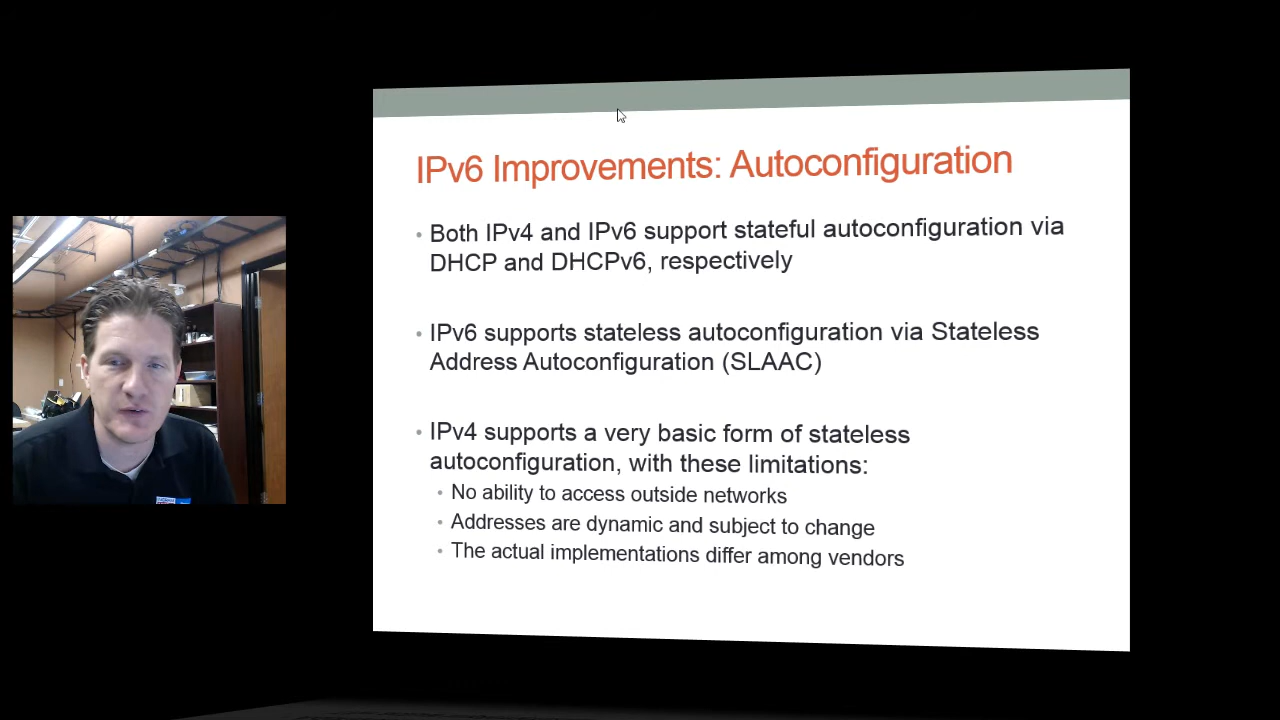 IPv6 Improvements: Autoconfiguration
• Both IPv4 and IPv6 support stateful autoconfiguration via
DHCP and DHCPv6, respectively
• IPv6 supports stateless autoconfiguration via Stateless
Address Autoconfiguration (SLAAC)
• IPv4 supports a very basic form of stateless
autoconfiguration, with these limitations:
• No ability to access outside networks
• Addresses are dynamic and subject to change
• The actual implementations differ among vendors